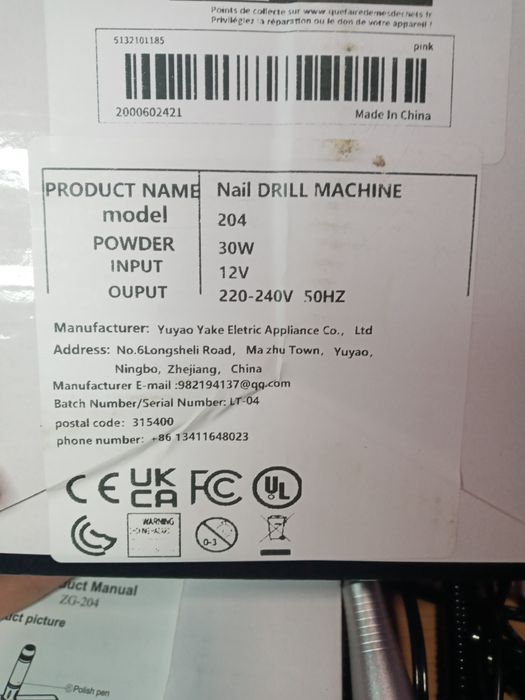 Points de collecte sur www.quefairedemesdechets.fr
Privilégiez la réparation ou le don de votre appareil !
5132101185
pink
2000602421
Made In China
PRODUCT NAME Nail DRILL MACHINE
model 204
POWDER 30W
INPUT 12V
OUPUT 220-240V 50HZ
Manufacturer: Yuyao Yake Eletric Appliance Co., Ltd
Address: No.6Longsheli Road, Ma zhu Town, Yuyao,
Ningbo, Zhejiang, China
Manufacturer E-mail :982194137@qq.com
Batch Number/Serial Number: LT-04
postal code: 315400
phone number: +86 13411648023
CE UK CA FC UL
WARNING
0-3
uct Manual
ZG-204
uct picture
Polish pen